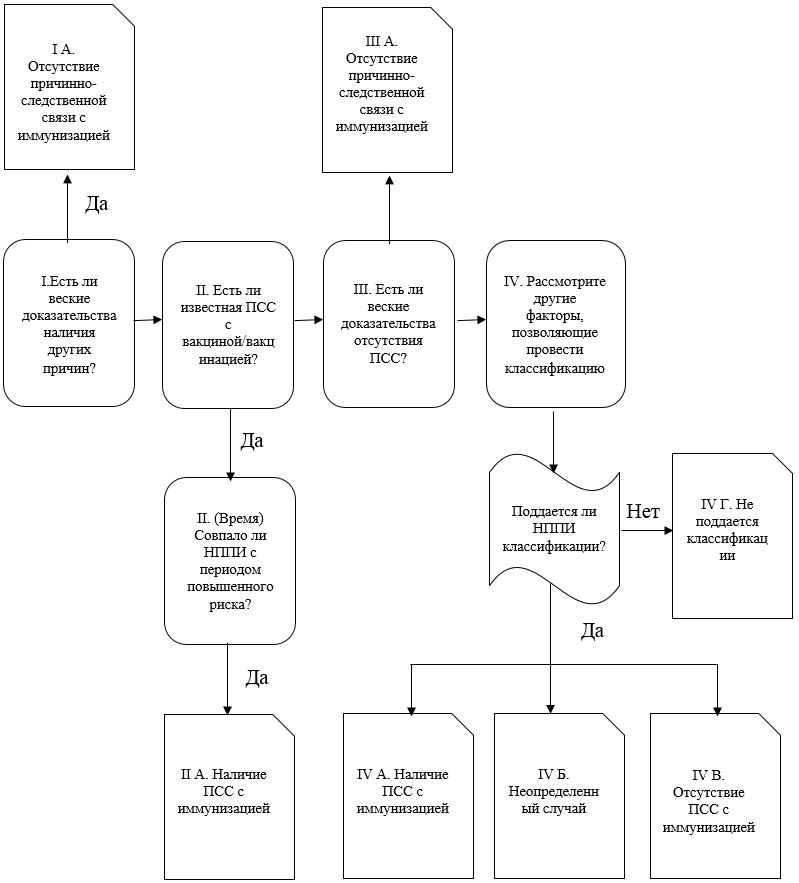 I А.
Отсутствие
причинно-
следственной
связи с
иммунизацией
III А.
Отсутствие
причинно-
следственной
связи с
иммунизацией
Да
I.Есть ли
веские
доказательства
наличия
других
причин?
II. Есть ли
известная ПСС
с
вакциной/вакц
инацией?
III. Есть ли
веские
доказательства
отсутствия
ПСС?
IV. Рассмотрите
другие
факторы,
позволяющие
провести
классификацию
Да
II. (Время)
Совпало ли
НППИ с
периодом
повышенного
риска?
Поддается ли
НППИ
классификации?
Нет
IV Г. Не
поддается
классификац
ии
Да
Да
II А. Наличие
ПСС с
иммунизацией
IV А. Наличие
ПСС с
иммунизацией
IV Б.
Неопределенн
ый случай
IV В.
Отсутствие
ПСС с
иммунизацией